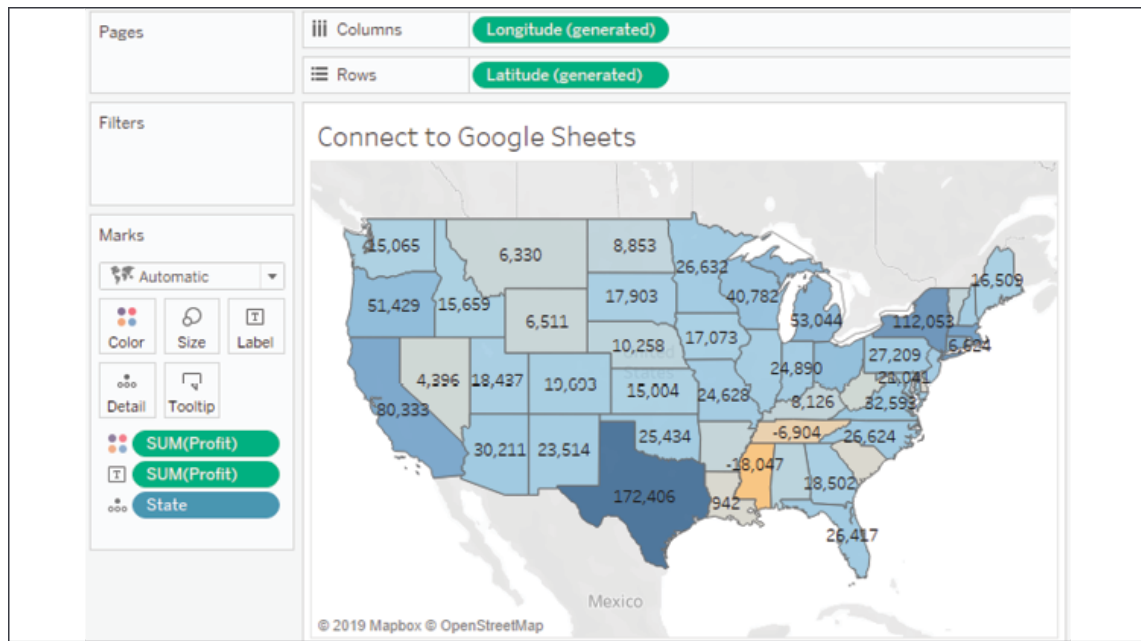 Pages
Columns
Longitude (generated)
Rows
Latitude (generated)
Filters
Connect to Google Sheets
Marks
Automatic
Color
Size
Label
Detail
Tooltip
SUM(Profit)
SUM(Profit)
State
15,065
6,330
8,853
26,632
16,509
51,429
15,659
17,903
40,782
53,044
112,053
6,511
10,258
17,073
27,209
4,396
18,437
15,004
24,890
24,628
8,126
80,333
-6,904
30,211
23,514
25,434
26,624
-18,047
18,502
172,406
942
26,417
United
States
Mexico
© 2019 Mapbox © OpenStreetMap